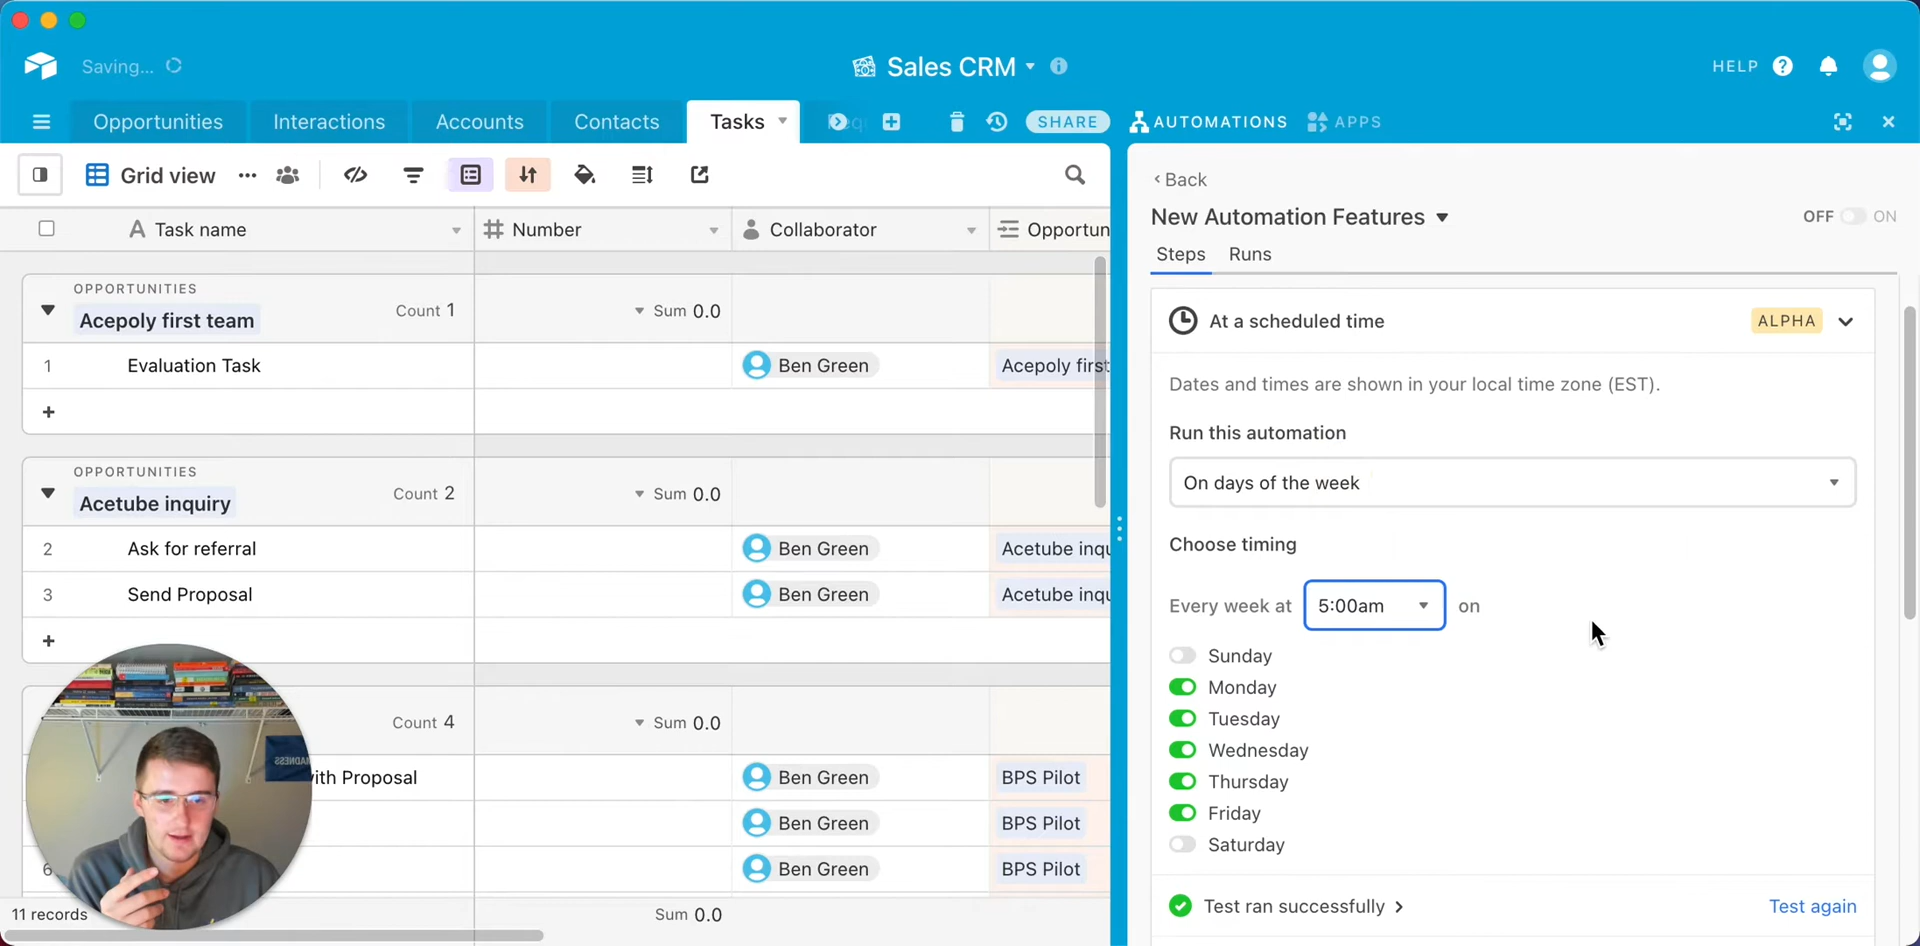 Saving...
Sales CRM
HELP
Opportunities
Interactions
Accounts
Contacts
Tasks
SHARE
AUTOMATIONS
APPS
Grid view
Task name
Number
Collaborator
Opportun
OPPORTUNITIES
Acepoly first team
Count 1
Sum 0.0
1 Evaluation Task Ben Green Acepoly first
+
OPPORTUNITIES
Acetube inquiry
Count 2
Sum 0.0
2 Ask for referral Ben Green Acetube inqu
3 Send Proposal Ben Green Acetube inqu
+
Count 4
Sum 0.0
with Proposal Ben Green BPS Pilot
Ben Green BPS Pilot
6 Ben Green BPS Pilot
11 records
Sum 0.0
Back
New Automation Features
OFF ON
Steps Runs
At a scheduled time
ALPHA
Dates and times are shown in your local time zone (EST).
Run this automation
On days of the week
Choose timing
Every week at 5:00am on
Sunday
Monday
Tuesday
Wednesday
Thursday
Friday
Saturday
Test ran successfully
Test again